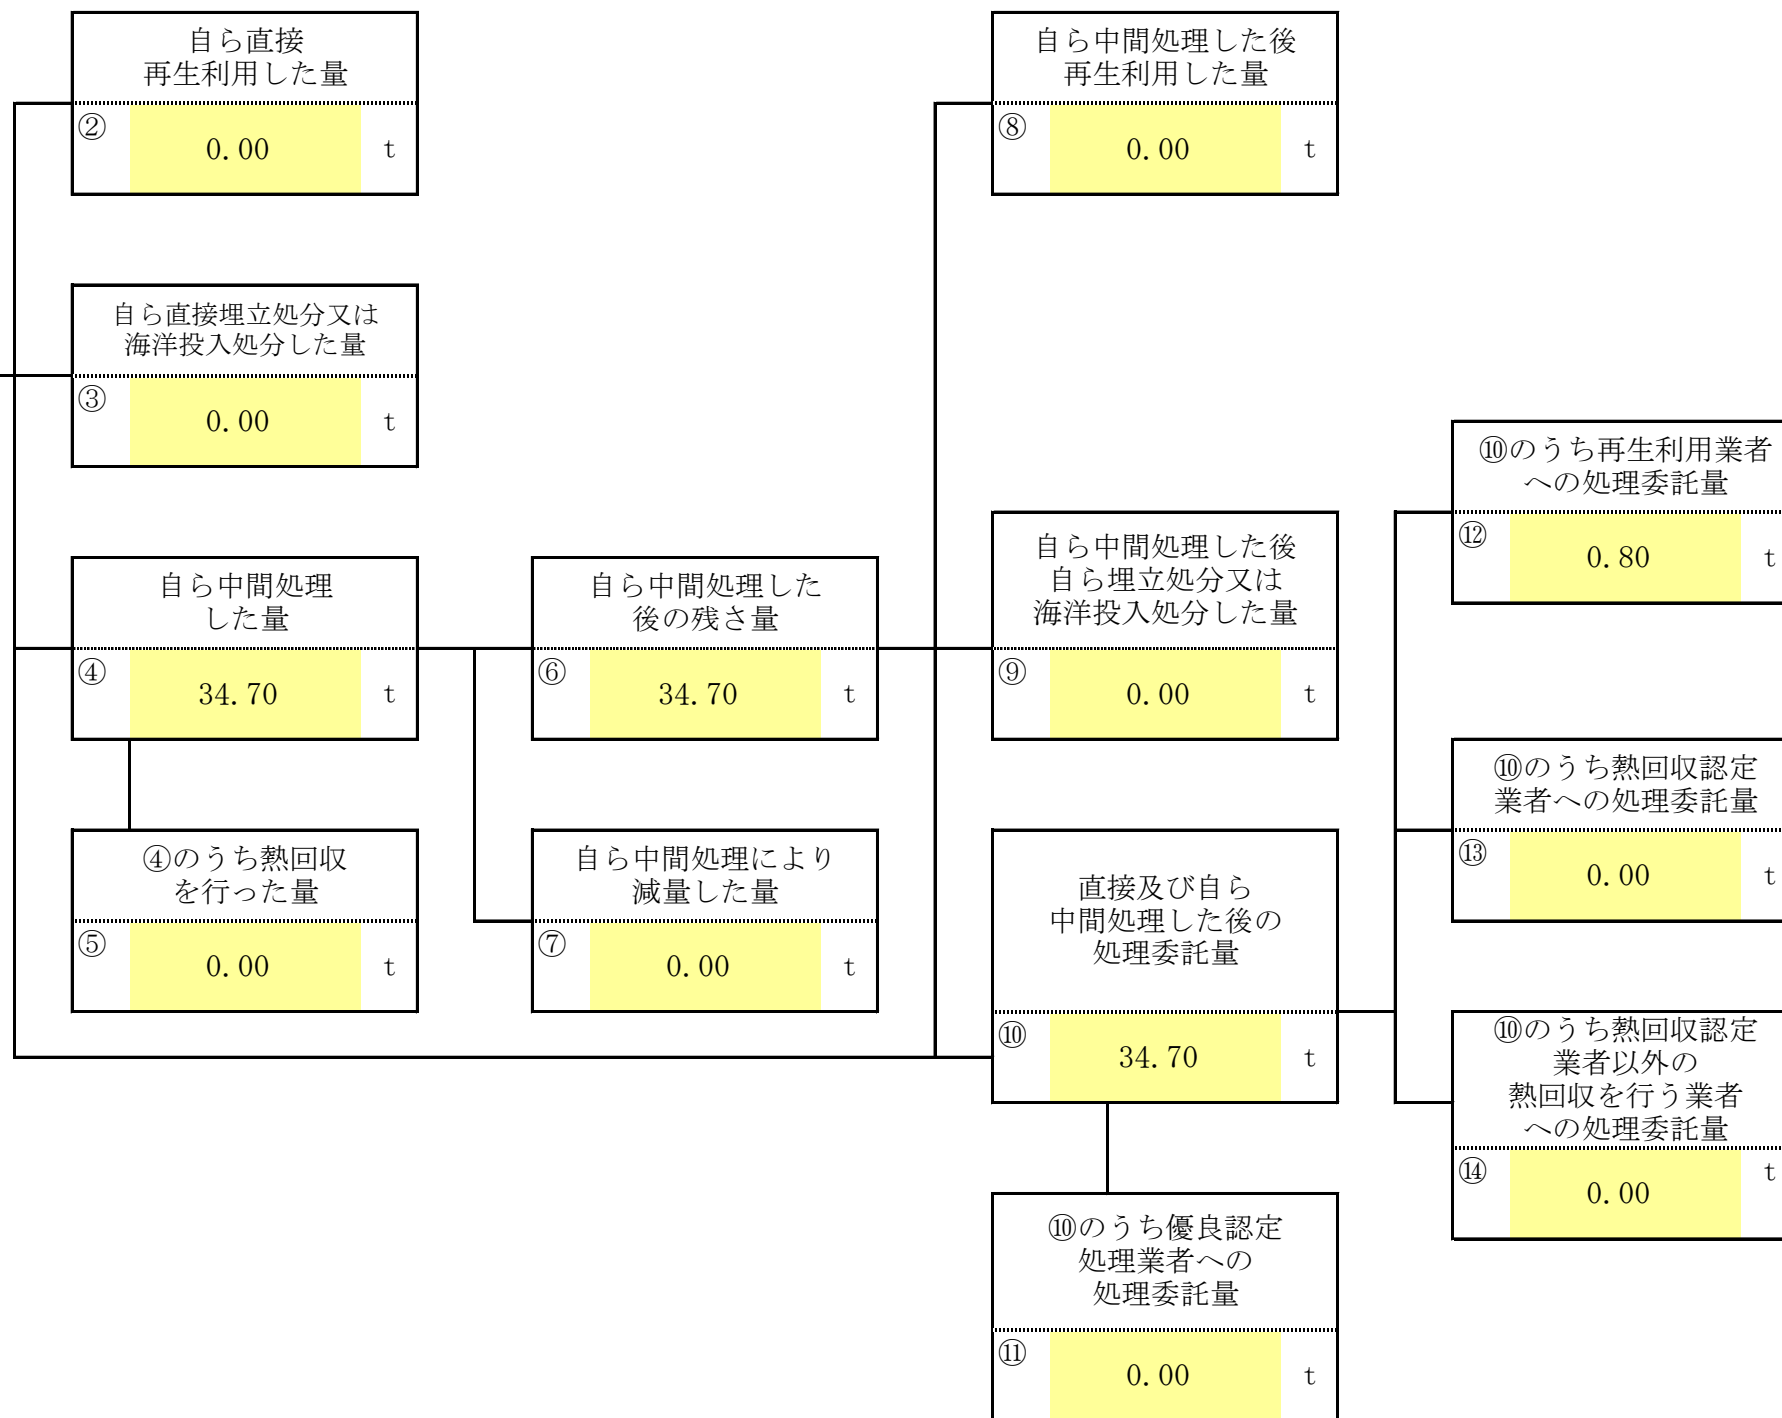 自ら直接
再生利用した量
② 0.00 t
自ら直接埋立処分又は
海洋投入処分した量
③ 0.00 t
自ら中間処理
した量
④ 34.70 t
④のうち熱回収
を行った量
⑤ 0.00 t
自ら中間処理した
後の残さ量
⑥ 34.70 t
自ら中間処理により
減量した量
⑦ 0.00 t
自ら中間処理した後
再生利用した量
⑧ 0.00 t
自ら中間処理した後
自ら埋立処分又は
海洋投入処分した量
⑨ 0.00 t
直接及び自ら
中間処理した後の
処理委託量
⑩ 34.70 t
⑩のうち優良認定
処理業者への
処理委託量
⑪ 0.00 t
⑩のうち再生利用業者
への処理委託量
⑫ 0.80 t
⑩のうち熱回収認定
業者への処理委託量
⑬ 0.00 t
⑩のうち熱回収認定
業者以外の
熱回収を行う業者
への処理委託量
⑭ 0.00 t